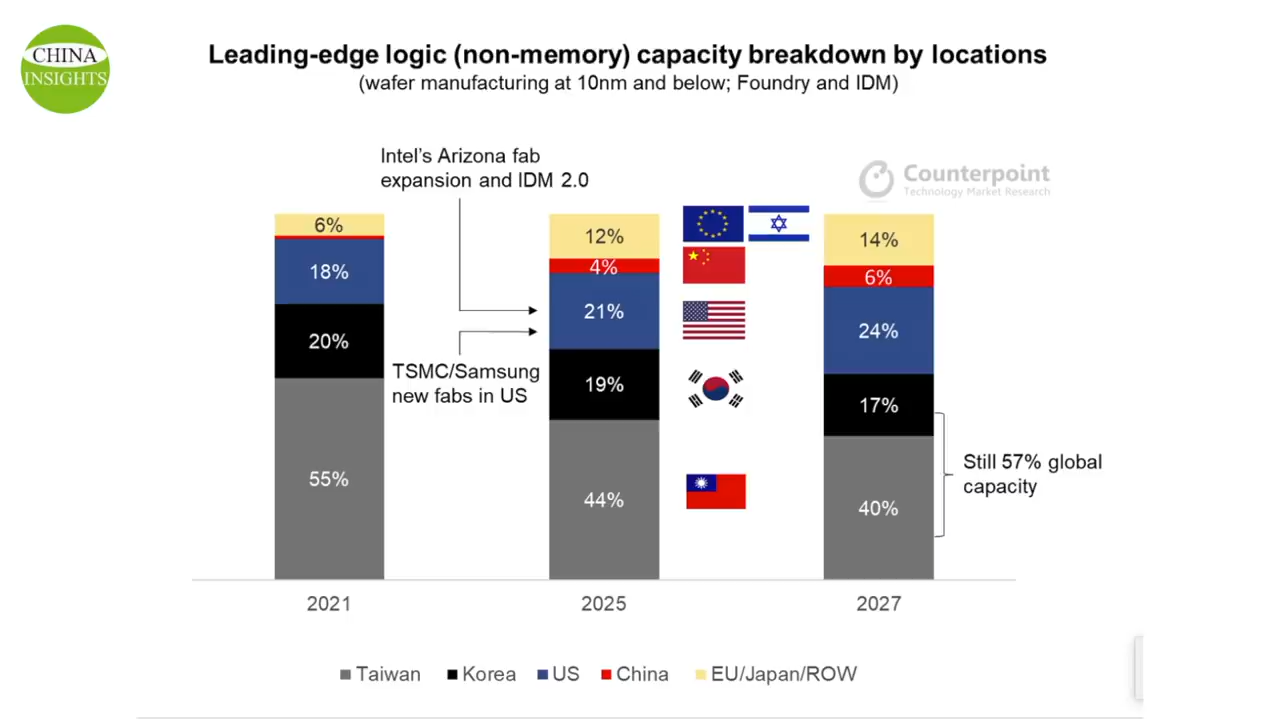 CHINA
INSIGHTS
Leading-edge logic (non-memory) capacity breakdown by locations
(wafer manufacturing at 10nm and below; Foundry and IDM)
Intel's Arizona fab
expansion and IDM 2.0
Counterpoint
Technology Market Research
6%
18%
20%
55%
TSMC/Samsung
new fabs in US
12%
4%
21%
19%
44%
14%
6%
24%
17%
40%
Still 57% global
capacity
2021
2025
2027
Taiwan
Korea
US
China
EU/Japan/ROW